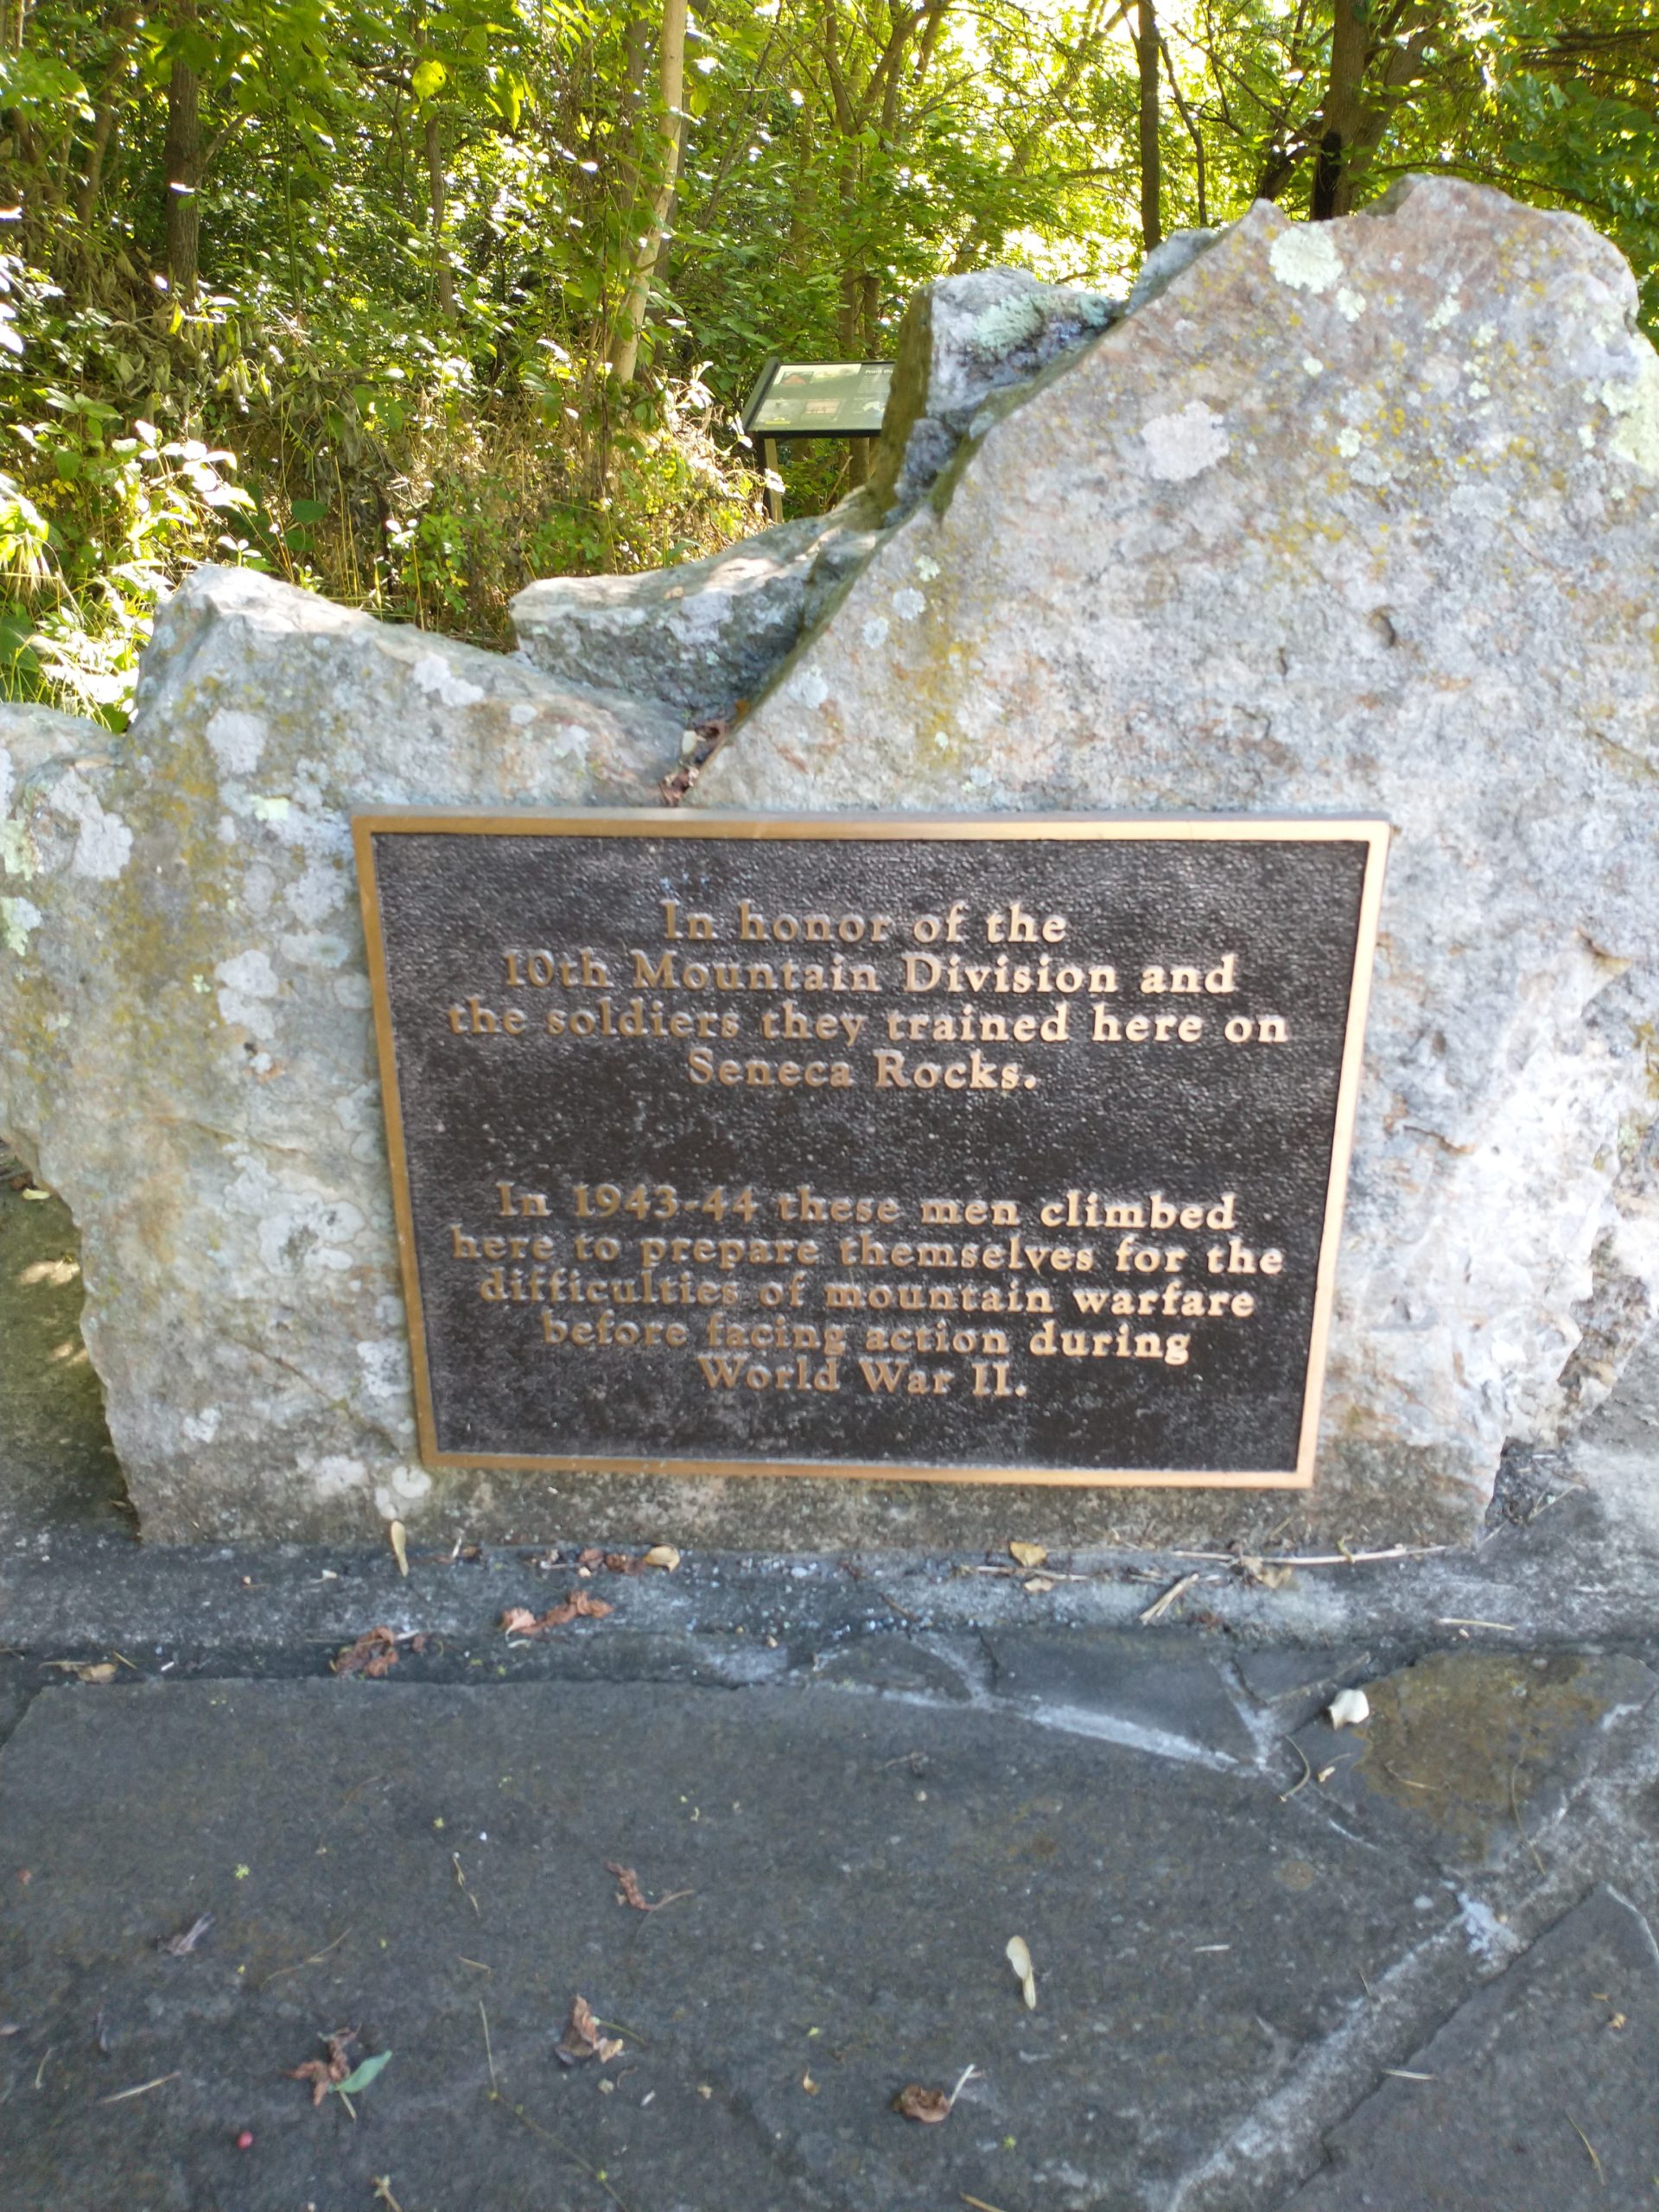 In honor of the
10th Mountain Division and
the soldiers they trained here on
Seneca Rocks.
In 1943-44 these men climbed
here to prepare themselves for the
difficulties of mountain warfare
before facing action during
World War II.